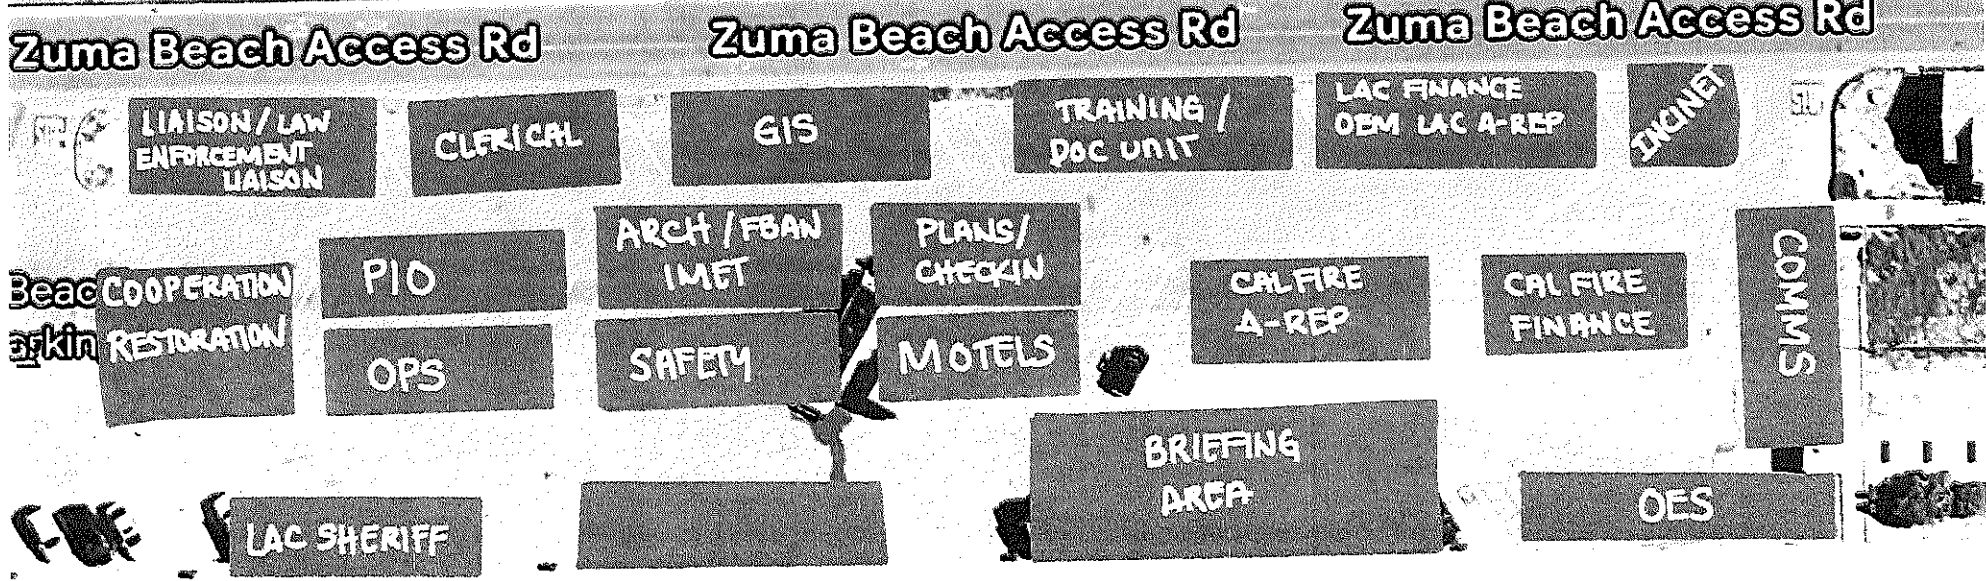 Zuma Beach Access Rd
Zuma Beach Access Rd
Zuma Beach Access Rd
LIAISON / LAW
ENFORCEMENT
LIAISON
CLERICAL
GIS
TRAINING /
DOC UNIT
LAC FINANCE
OEM LAC A-REP
INCINET
COOPERATION
RESTORATION
PIO
OPS
ARCH / FBAN
IMET
SAFETY
PLANS/
CHECKIN
MOTELS
CALFIRE
A-REP
CAL FIRE
FINANCE
COMMS
LAC SHERIFF
BRIEFING
AREA
OES